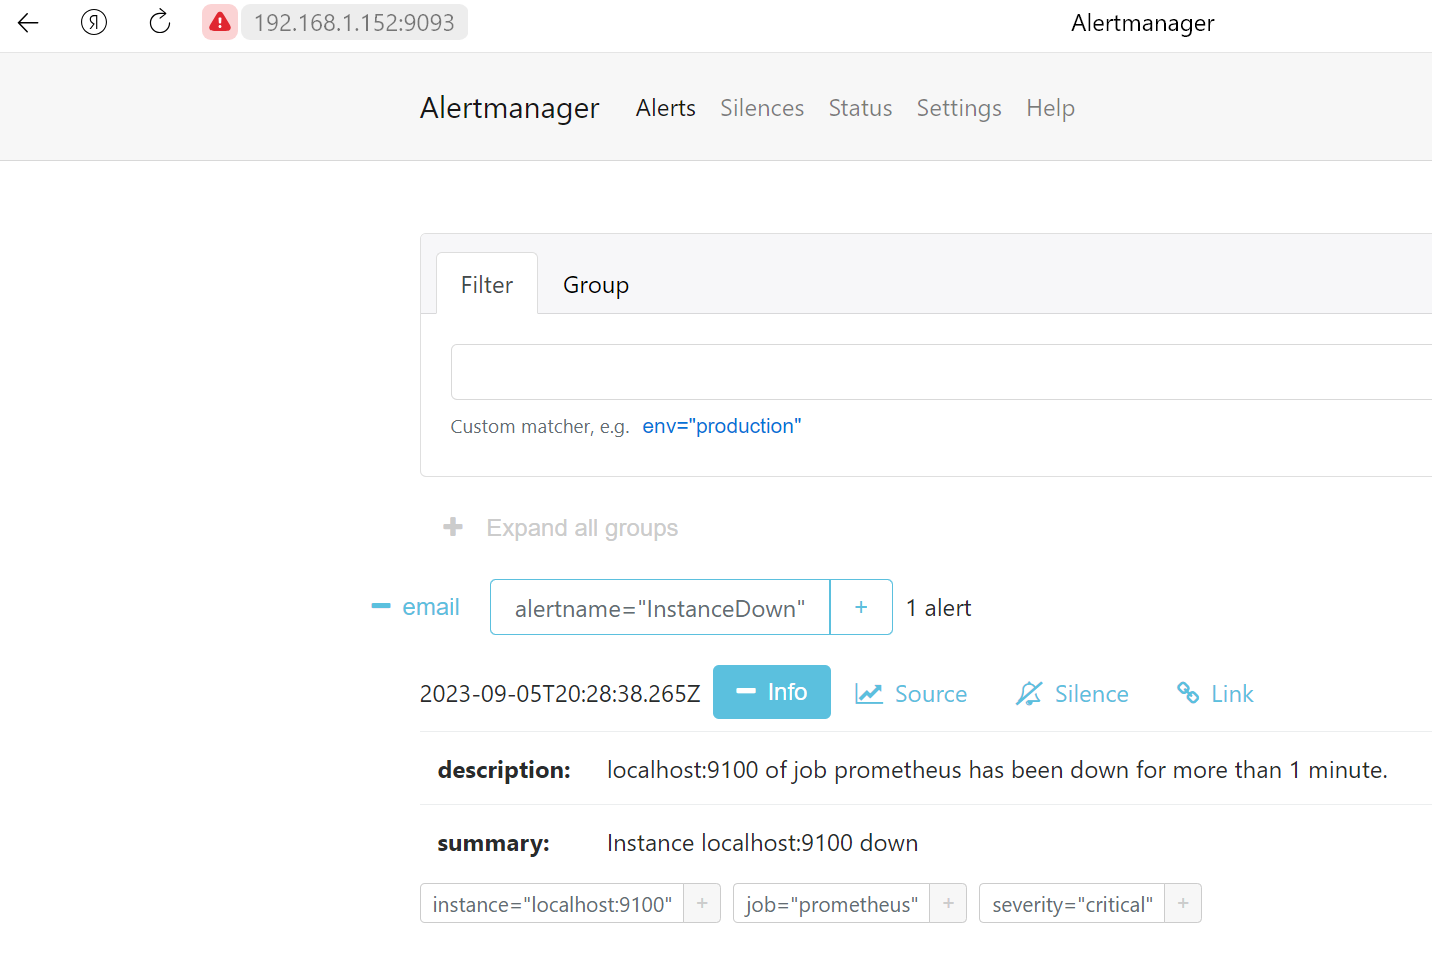 192.168.1.152:9093 Alertmanager
Alertmanager Alerts Silences Status Settings Help
Filter Group
Custom matcher, e.g. env="production"
+ Expand all groups
− email alertname="InstanceDown" + 1 alert
2023-09-05T20:28:38.265Z − Info Source Silence Link
description: localhost:9100 of job prometheus has been down for more than 1 minute.
summary: Instance localhost:9100 down
instance="localhost:9100" + job="prometheus" + severity="critical" +